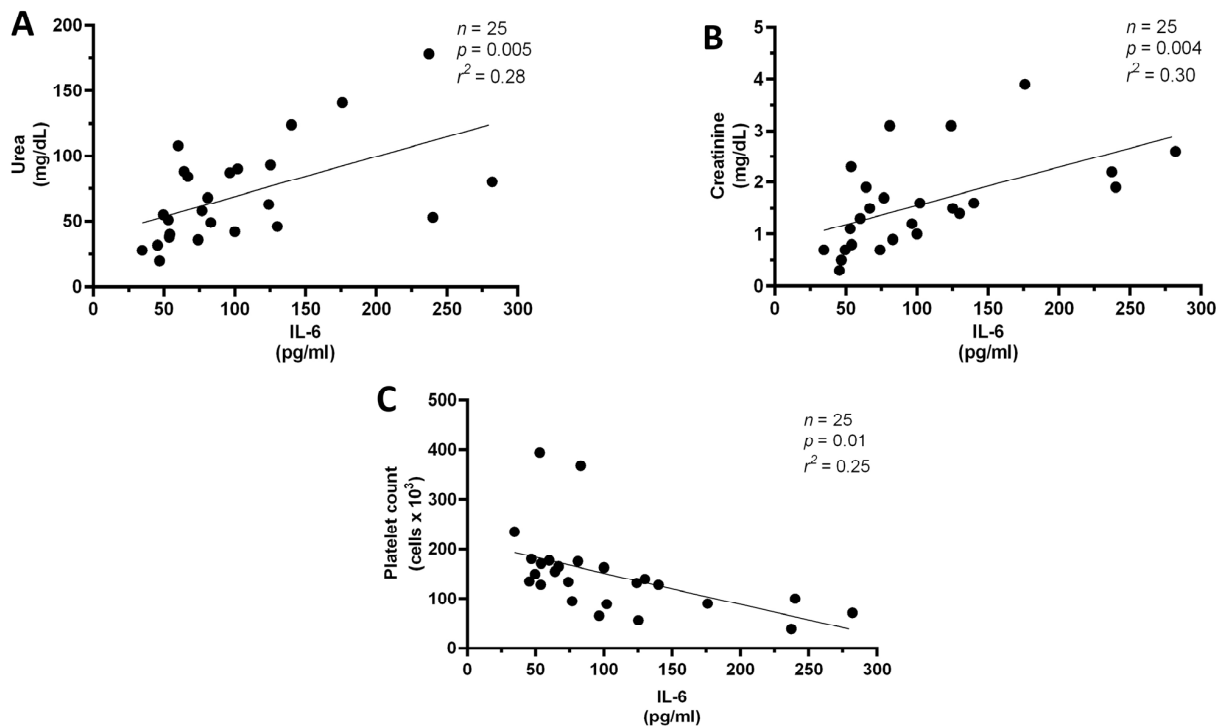 A
n = 25
p = 0.005
r² = 0.28
Urea
(mg/dL)
200
150
100
50
0
0 50 100 150 200 250 300
IL-6
(pg/ml)
B
n = 25
p = 0.004
r² = 0.30
Creatinine
(mg/dL)
5
4
3
2
1
0
0 50 100 150 200 250 300
IL-6
(pg/ml)
C
n = 25
p = 0.01
r² = 0.25
Platelet count
(cells x 10³)
500
400
300
200
100
0
0 50 100 150 200 250 300
IL-6
(pg/ml)